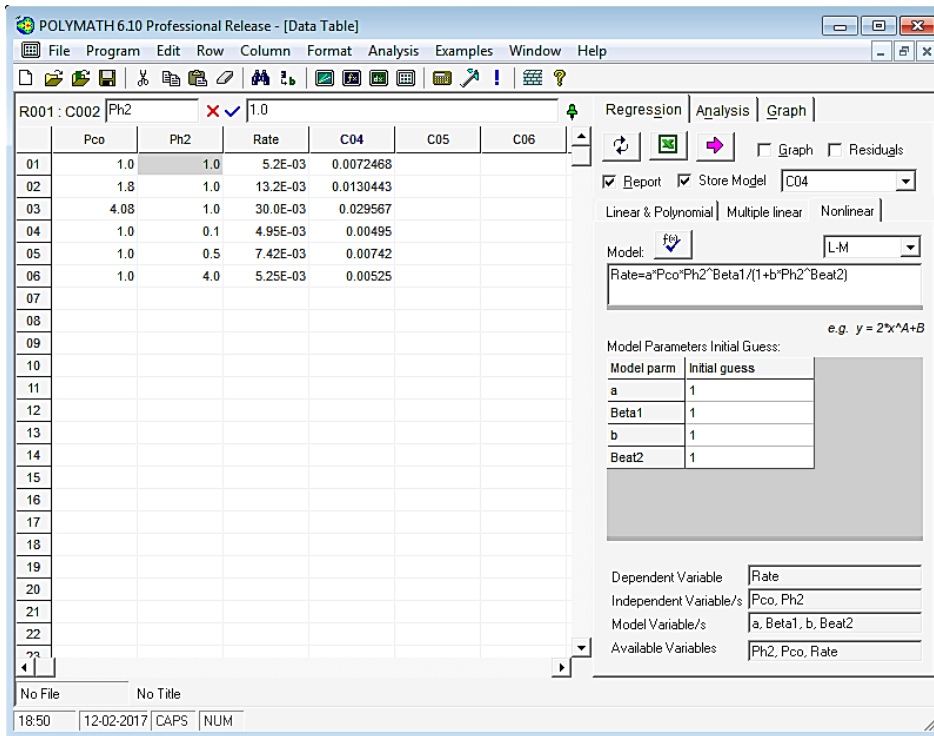 POLYMATH 6.10 Professional Release - [Data Table]
File Program Edit Row Column Format Analysis Examples Window Help
R001 : C002 Ph2 1.0
Regression Analysis Graph
Pco Ph2 Rate C04 C05 C06
01 1.0 1.0 5.2E-03 0.0072468
02 1.8 1.0 13.2E-03 0.0130443
03 4.08 1.0 30.0E-03 0.029567
04 1.0 0.1 4.95E-03 0.00495
05 1.0 0.5 7.42E-03 0.00742
06 1.0 4.0 5.25E-03 0.00525
07
08
09
10
11
12
13
14
15
16
17
18
19
20
21
22
23
Graph Residuals
Report Store Model C04
Linear & Polynomial Multiple linear Nonlinear
Model: f(x) L-M
Rate=a*Pco*Ph2^Beta1/(1+b*Ph2^Beat2)
e.g. y = 2*x^A+B
Model Parameters Initial Guess:
Model parm Initial guess
a 1
Beta1 1
b 1
Beat2 1
Dependent Variable Rate
Independent Variable/s Pco, Ph2
Model Variable/s a, Beta1, b, Beat2
Available Variables Ph2, Pco, Rate
No File No Title
18:50 12-02-2017 CAPS NUM